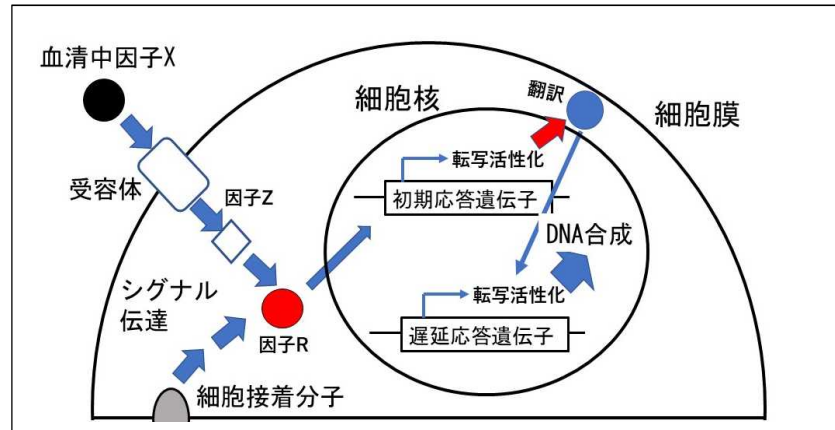 血清中因子X
受容体
因子Z
シグナル
伝達
因子R
細胞接着分子
細胞核
翻訳
細胞膜
転写活性化
初期応答遺伝子
DNA合成
転写活性化
遅延応答遺伝子